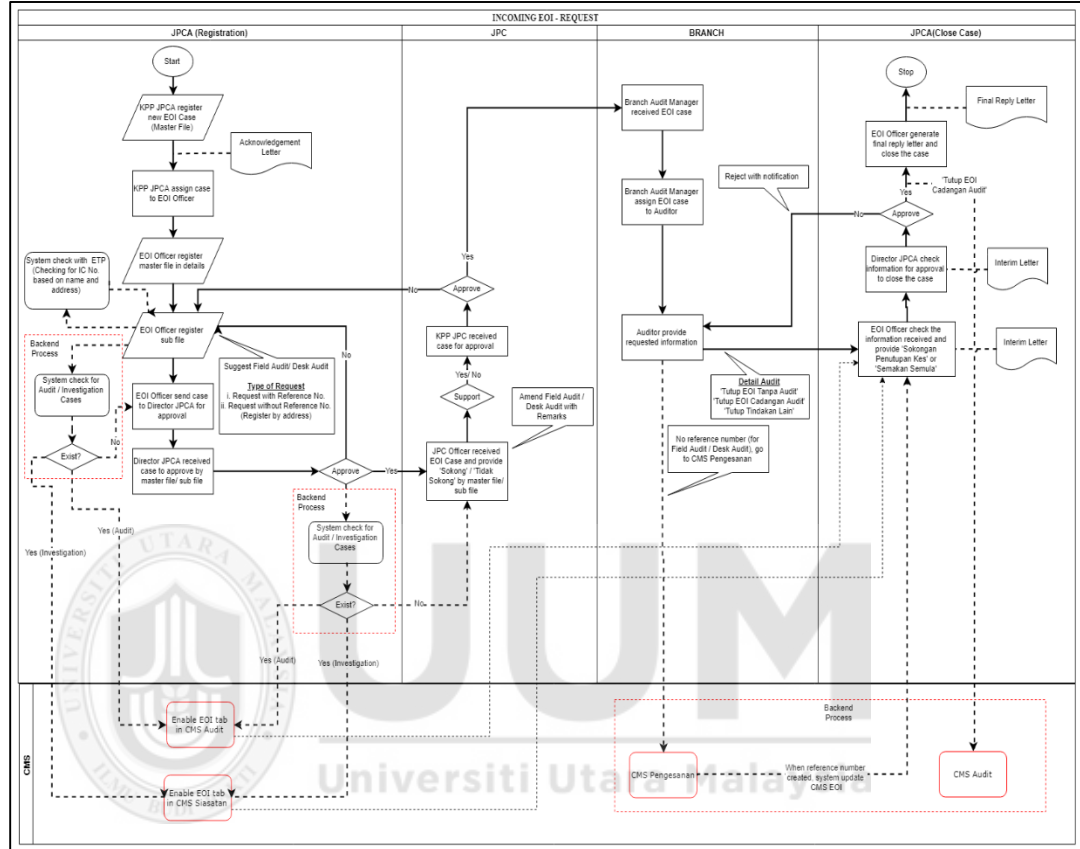 INCOMING EOI - REQUEST
JPCA (Registration)
JPC
BRANCH
JPCA(Close Case)
Start
KPP JPCA register
new EOI Case
(Master File)
Acknowledgement
Letter
KPP JPCA assign case
to EOI Officer
EOI Officer register
master file in details
System check with ETP
(Checking for IC No.
based on name and
address)
EOI Officer register
sub file
Backend
Process
System check for
Audit / Investigation
Cases
Exist?
No
Yes (Audit)
Yes (Investigation)
EOI Officer send case
to Director JPCA for
approval
Director JPCA received
case to approve by
master file/ sub file
Suggest Field Audit/ Desk Audit
Type of Request
i. Request with Reference No.
ii. Request without Reference No.
(Register by address)
No
Approve
Yes
Backend
Process
System check for
Audit / Investigation
Cases
Exist?
No
Yes (Audit)
Yes (Investigation)
Yes
Approve
No
KPP JPC received
case for approval
Yes/ No
Support
Amend Field Audit /
Desk Audit with
Remarks
JPC Officer received
EOI Case and provide
'Sokong' / 'Tidak
Sokong' by master file/
sub file
Branch Audit Manager
received EOI case
Branch Audit Manager
assign EOI case
to Auditor
Reject with notification
Auditor provide
requested information
Detail Audit
'Tutup EOI Tanpa Audit'
'Tutup EOI Cadangan Audit'
'Tutup Tindakan Lain'
No reference number (for
Field Audit / Desk Audit), go
to CMS Pengesanan
Stop
Final Reply Letter
EOI Officer generate
final reply letter and
close the case
Yes
'Tutup EOI
Cadangan Audit'
No
Approve
Director JPCA check
information for approval
to close the case
Interim Letter
EOI Officer check the
information received and
provide 'Sokongan
Penutupan Kes' or
'Semakan Semula'
Interim Letter
CMS
Enable EOI tab
in CMS Audit
Enable EOI tab
in CMS Siasatan
Backend
Process
CMS Pengesanan
When reference number
created, system update
CMS EOI
CMS Audit
UNIVERSITI UTARA MALAYSIA
UUM
Universiti Utara Malaysia